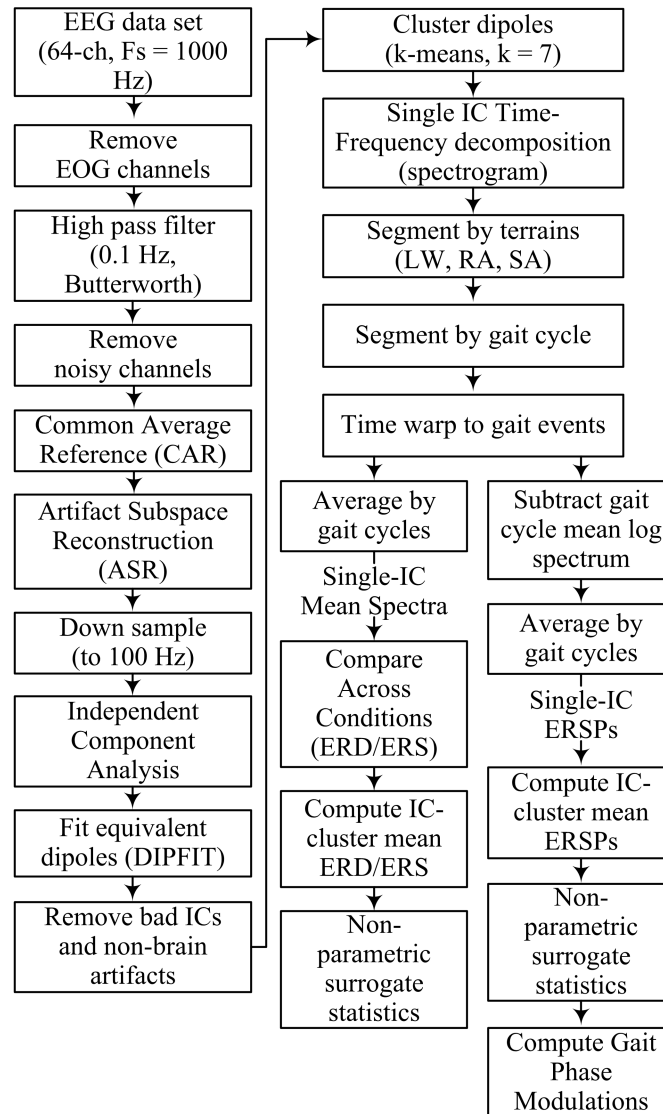 EEG data set
(64-ch, Fs = 1000
Hz)
Remove
EOG channels
High pass filter
(0.1 Hz,
Butterworth)
Remove
noisy channels
Common Average
Reference (CAR)
Artifact Subspace
Reconstruction
(ASR)
Down sample
(to 100 Hz)
Independent
Component
Analysis
Fit equivalent
dipoles (DIPFIT)
Remove bad ICs
and non-brain
artifacts
Cluster dipoles
(k-means, k = 7)
Single IC Time-
Frequency decomposition
(spectrogram)
Segment by terrains
(LW, RA, SA)
Segment by gait cycle
Time warp to gait events
Average by
gait cycles
Single-IC
Mean Spectra
Compare
Across
Conditions
(ERD/ERS)
Compute IC-
cluster mean
ERD/ERS
Non-
parametric
surrogate
statistics
Subtract gait
cycle mean log
spectrum
Average by
gait cycles
Single-IC
ERSPs
Compute IC-
cluster mean
ERSPs
Non-
parametric
surrogate
statistics
Compute Gait
Phase
Modulations